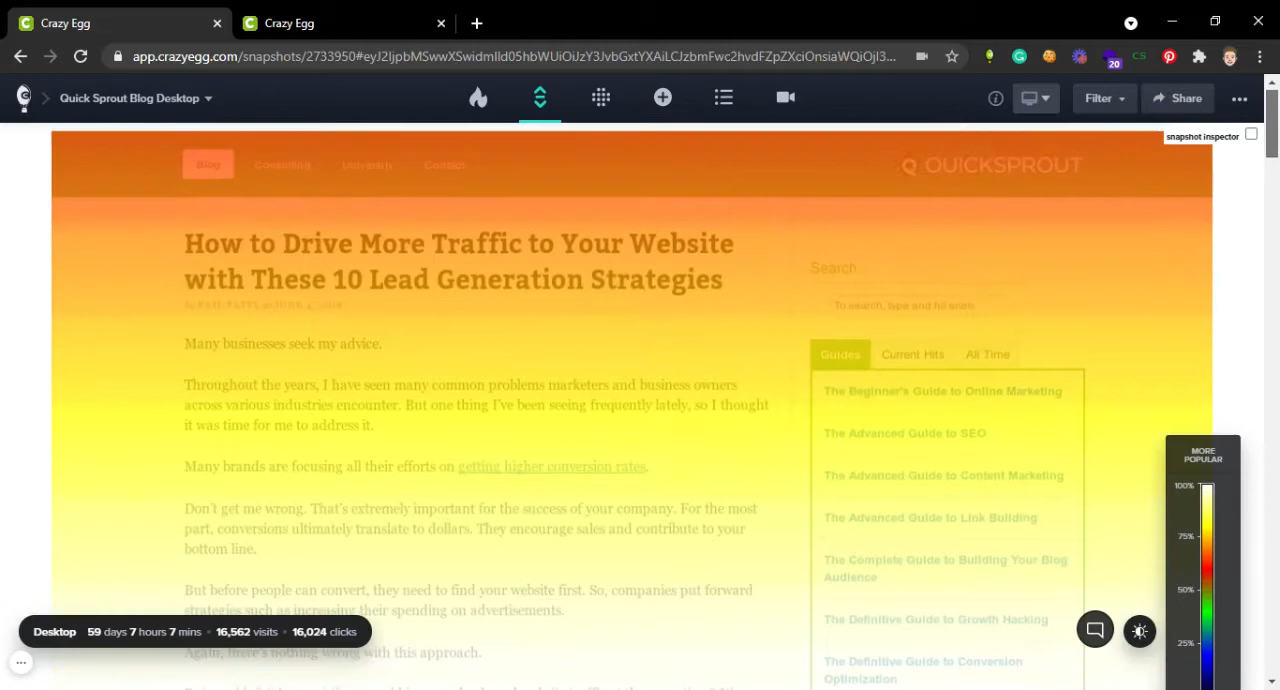 Crazy Egg
Crazy Egg
app.crazyegg.com/snapshots/2733950#eyJ2IjpbMSwwXSwidmlld05hbWUiOiJzY3JvbGxtYXAiLCJzbmFwc2hvdFZpZXciOnsiaWQiOjI3...
20
CS
Quick Sprout Blog Desktop
Filter
Share
snapshot inspector
Blog Consulting University Contact
QUICKSPROUT
How to Drive More Traffic to Your Website
with These 10 Lead Generation Strategies
Many businesses seek my advice.
Throughout the years, I have seen many common problems marketers and business owners
across various industries encounter. But one thing I've been seeing frequently lately, so I thought
it was time for me to address it.
Many brands are focusing all their efforts on getting higher conversion rates.
Don't get me wrong. That's extremely important for the success of your company. For the most
part, conversions ultimately translate to dollars. They encourage sales and contribute to your
bottom line.
But before people can convert, they need to find your website first. So, companies put forward
strategies such as increasing their spending on advertisements.
Again, there's nothing wrong with this approach.
Search
To search, type and hit enter
Guides Current Hits All Time
The Beginner's Guide to Online Marketing
The Advanced Guide to SEO
The Advanced Guide to Content Marketing
The Advanced Guide to Link Building
The Complete Guide to Building Your Blog
Audience
The Definitive Guide to Growth Hacking
The Definitive Guide to Conversion
Optimization
MORE
POPULAR
100%
75%
50%
25%
Desktop 59 days 7 hours 7 mins • 16,562 visits • 16,024 clicks